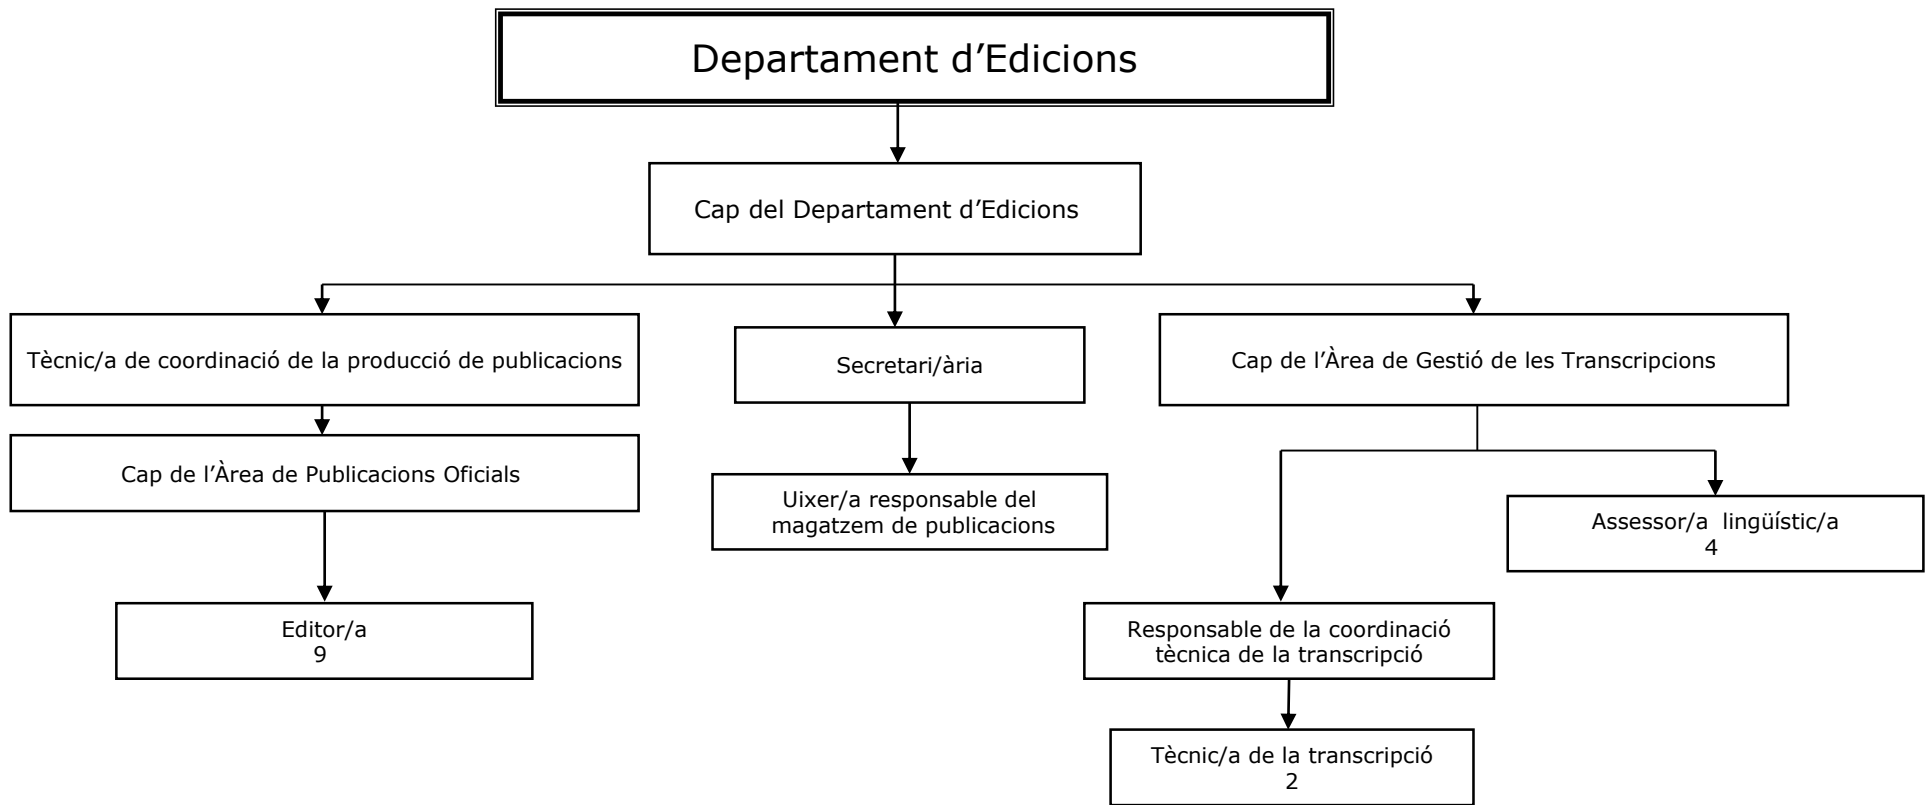 Departament d’Edicions
Cap del Departament d’Edicions
Tècnic/a de coordinació de la producció de publicacions
Secretari/ària
Cap de l’Àrea de Gestió de les Transcripcions
Cap de l’Àrea de Publicacions Oficials
Uixer/a responsable del
magatzem de publicacions
Assessor/a lingüístic/a
4
Editor/a
9
Responsable de la coordinació
tècnica de la transcripció
Tècnic/a de la transcripció
2